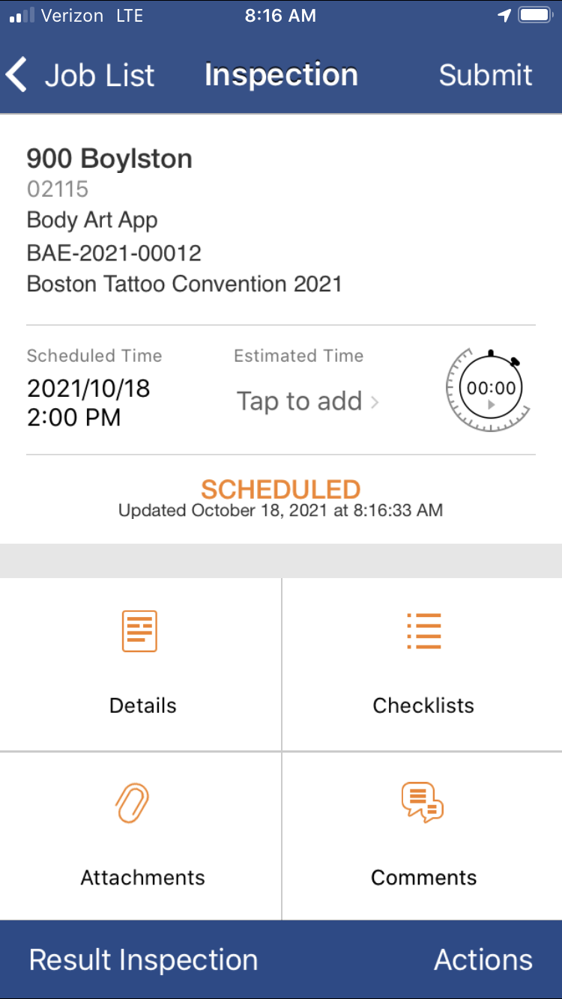 Verizon LTE 8:16 AM
Job List Inspection Submit
900 Boylston
02115
Body Art App
BAE-2021-00012
Boston Tattoo Convention 2021
Scheduled Time Estimated Time
2021/10/18
2:00 PM
Tap to add
00:00
SCHEDULED
Updated October 18, 2021 at 8:16:33 AM
Details Checklists
Attachments Comments
Result Inspection Actions